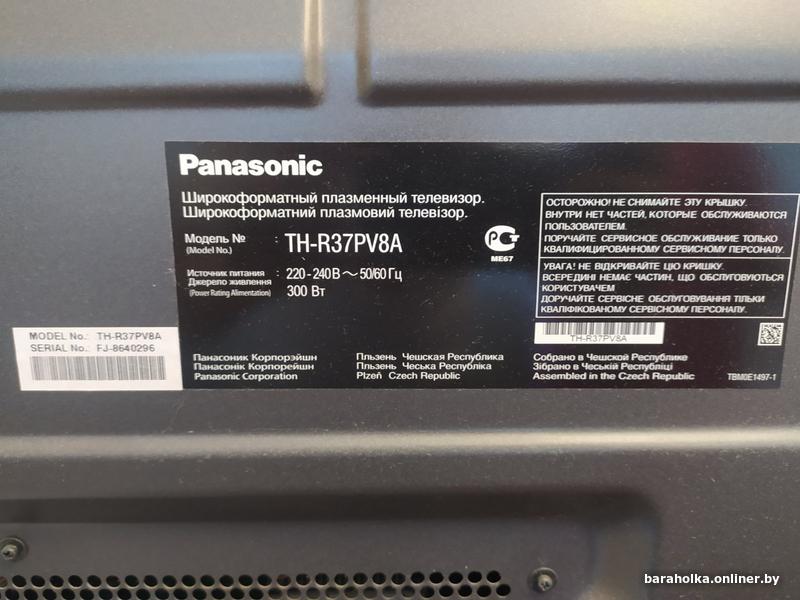 Panasonic
Широкоформатный плазменный телевизор.
Широкоформатний плазмовий телевізор.
Модель №
(Model No.)
: TH-R37PV8A
Источник питания
Джерело живлення
(Power Rating Alimentation)
: 220-240 В ~ 50/60 Гц
300 Вт
РСТ
ME67
ОСТОРОЖНО! НЕ СНИМАЙТЕ ЭТУ КРЫШКУ.
ВНУТРИ НЕТ ЧАСТЕЙ, КОТОРЫЕ ОБСЛУЖИВАЮТСЯ
ПОЛЬЗОВАТЕЛЕМ.
ПОРУЧАЙТЕ СЕРВИСНОЕ ОБСЛУЖИВАНИЕ ТОЛЬКО
КВАЛИФИЦИРОВАННОМУ СЕРВИСНОМУ ПЕРСОНАЛУ.
УВАГА! НЕ ВІДКРИВАЙТЕ ЦЮ КРИШКУ.
ВСЕРЕДИНІ НЕМАЄ ЧАСТИН, ЩО ОБСЛУГОВУЮТЬСЯ
КОРИСТУВАЧЕМ
ДОРУЧАЙТЕ СЕРВІСНЕ ОБСЛУГОВУВАННЯ ТІЛЬКИ
КВАЛІФІКОВАНОМУ СЕРВІСНОМУ ПЕРСОНАЛУ.
TH-R37PV8A
MODEL No.: TH-R37PV8A
SERIAL No.: FJ-8640296
Панасоник Корпорэйшн
Панасонік Корпорейшн
Panasonic Corporation
Пльзень Чешская Республика
Пльзень Чеська Республіка
Plzeň Czech Republic
Собрано в Чешской Республике
Зібрано в Чеській Республіці
Assembled in the Czech Republic
TBM0E1497-1
baraholka.onliner.by